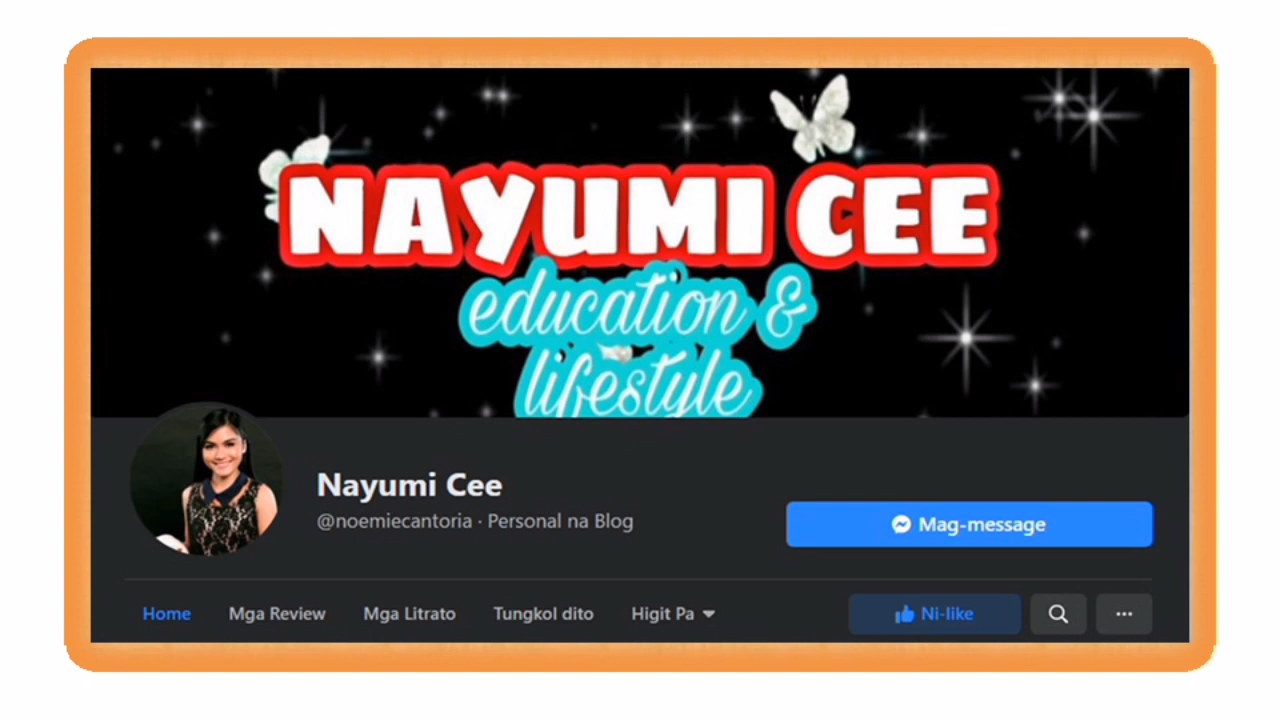 NAYUMI CEE
education &
lifestyle
Nayumi Cee
@noemiecantoria · Personal na Blog
Mag-message
Home Mga Review Mga Litrato Tungkol dito Higit Pa Ni-like